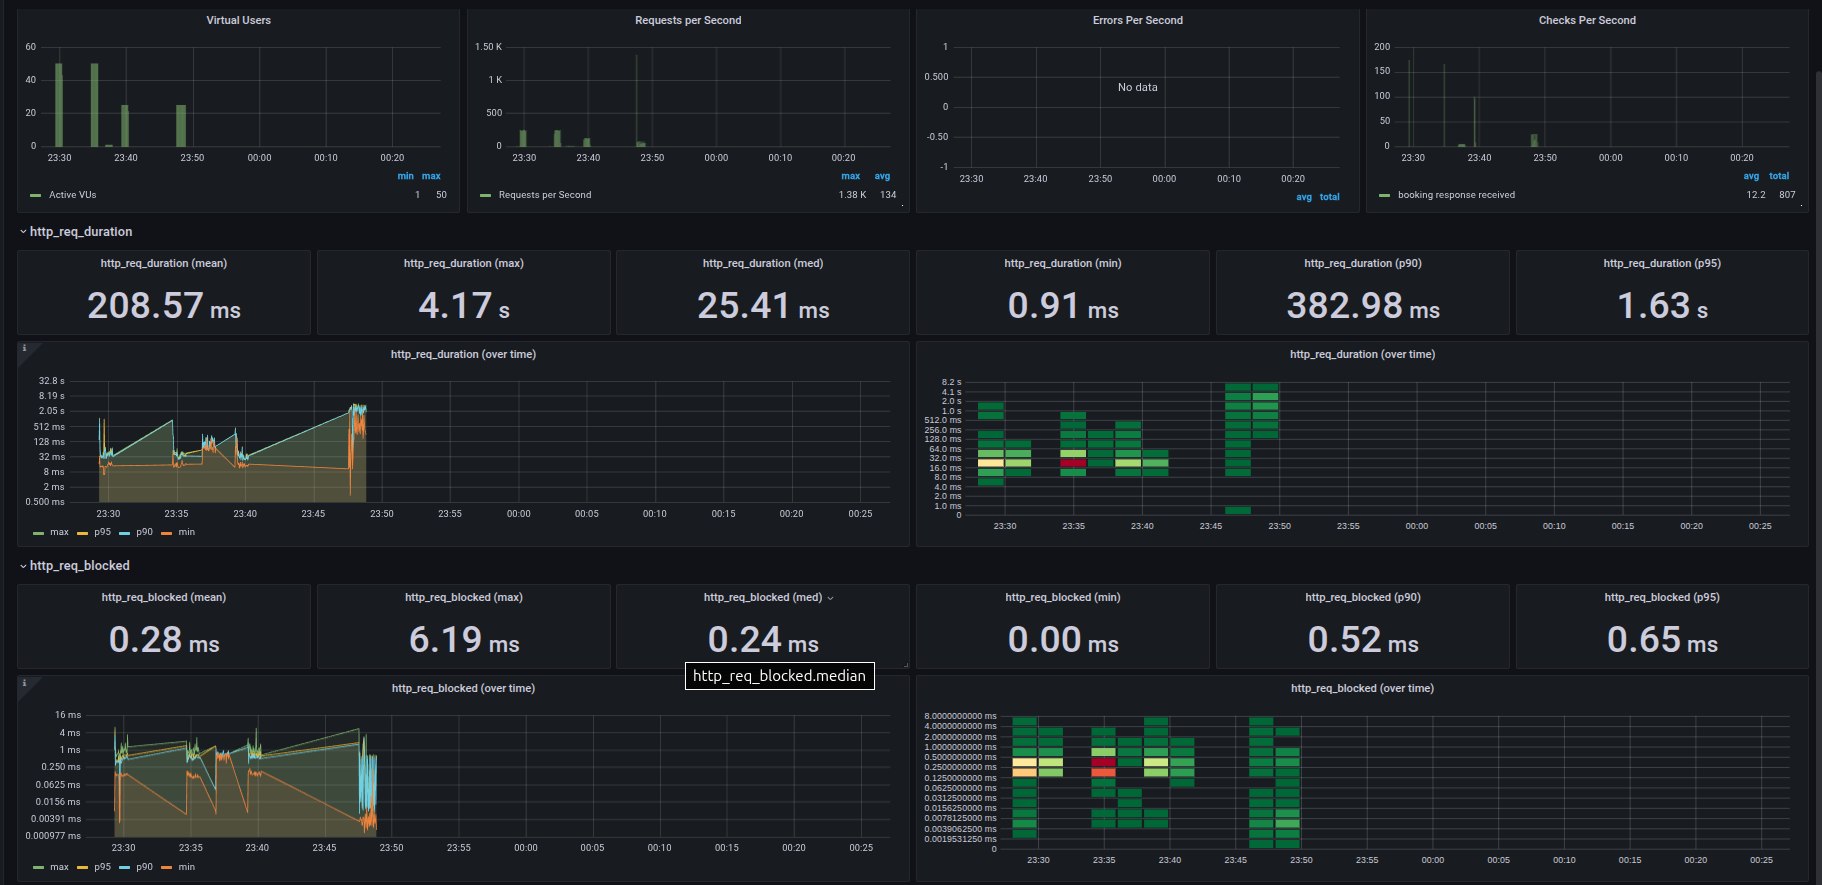 Virtual Users
60
40
20
0
23:30 23:40 23:50 00:00 00:10 00:20
min max
Active VUs 1 50
Requests per Second
1.50 K
1 K
500
0
23:30 23:40 23:50 00:00 00:10 00:20
max avg
Requests per Second 1.38 K 134
Errors Per Second
1
0.500
0
-0.50
-1
No data
23:30 23:40 23:50 00:00 00:10 00:20
avg total
Checks Per Second
200
150
100
50
0
23:30 23:40 23:50 00:00 00:10 00:20
avg total
booking response received 12.2 807
http_req_duration
http_req_duration (mean)
208.57 ms
http_req_duration (max)
4.17 s
http_req_duration (med)
25.41 ms
http_req_duration (min)
0.91 ms
http_req_duration (p90)
382.98 ms
http_req_duration (p95)
1.63 s
i
http_req_duration (over time)
32.8 s
8.19 s
2.05 s
512 ms
128 ms
32 ms
8 ms
2 ms
0.500 ms
23:30 23:35 23:40 23:45 23:50 23:55 00:00 00:05 00:10 00:15 00:20 00:25
max p95 p90 min
http_req_duration (over time)
8.2 s
4.1 s
2.0 s
1.0 s
512.0 ms
256.0 ms
128.0 ms
64.0 ms
32.0 ms
16.0 ms
8.0 ms
4.0 ms
2.0 ms
1.0 ms
0
23:30 23:35 23:40 23:45 23:50 23:55 00:00 00:05 00:10 00:15 00:20 00:25
http_req_blocked
http_req_blocked (mean)
0.28 ms
http_req_blocked (max)
6.19 ms
http_req_blocked (med)
0.24 ms
http_req_blocked.median
http_req_blocked (min)
0.00 ms
http_req_blocked (p90)
0.52 ms
http_req_blocked (p95)
0.65 ms
i
http_req_blocked (over time)
16 ms
4 ms
1 ms
0.250 ms
0.0625 ms
0.0156 ms
0.00391 ms
0.000977 ms
23:30 23:35 23:40 23:45 23:50 23:55 00:00 00:05 00:10 00:15 00:20 00:25
max p95 p90 min
http_req_blocked (over time)
8.0000000000 ms
4.0000000000 ms
2.0000000000 ms
1.0000000000 ms
0.5000000000 ms
0.2500000000 ms
0.1250000000 ms
0.0625000000 ms
0.0312500000 ms
0.0156250000 ms
0.0078125000 ms
0.0039062500 ms
0.0019531250 ms
0
23:30 23:35 23:40 23:45 23:50 23:55 00:00 00:05 00:10 00:15 00:20 00:25